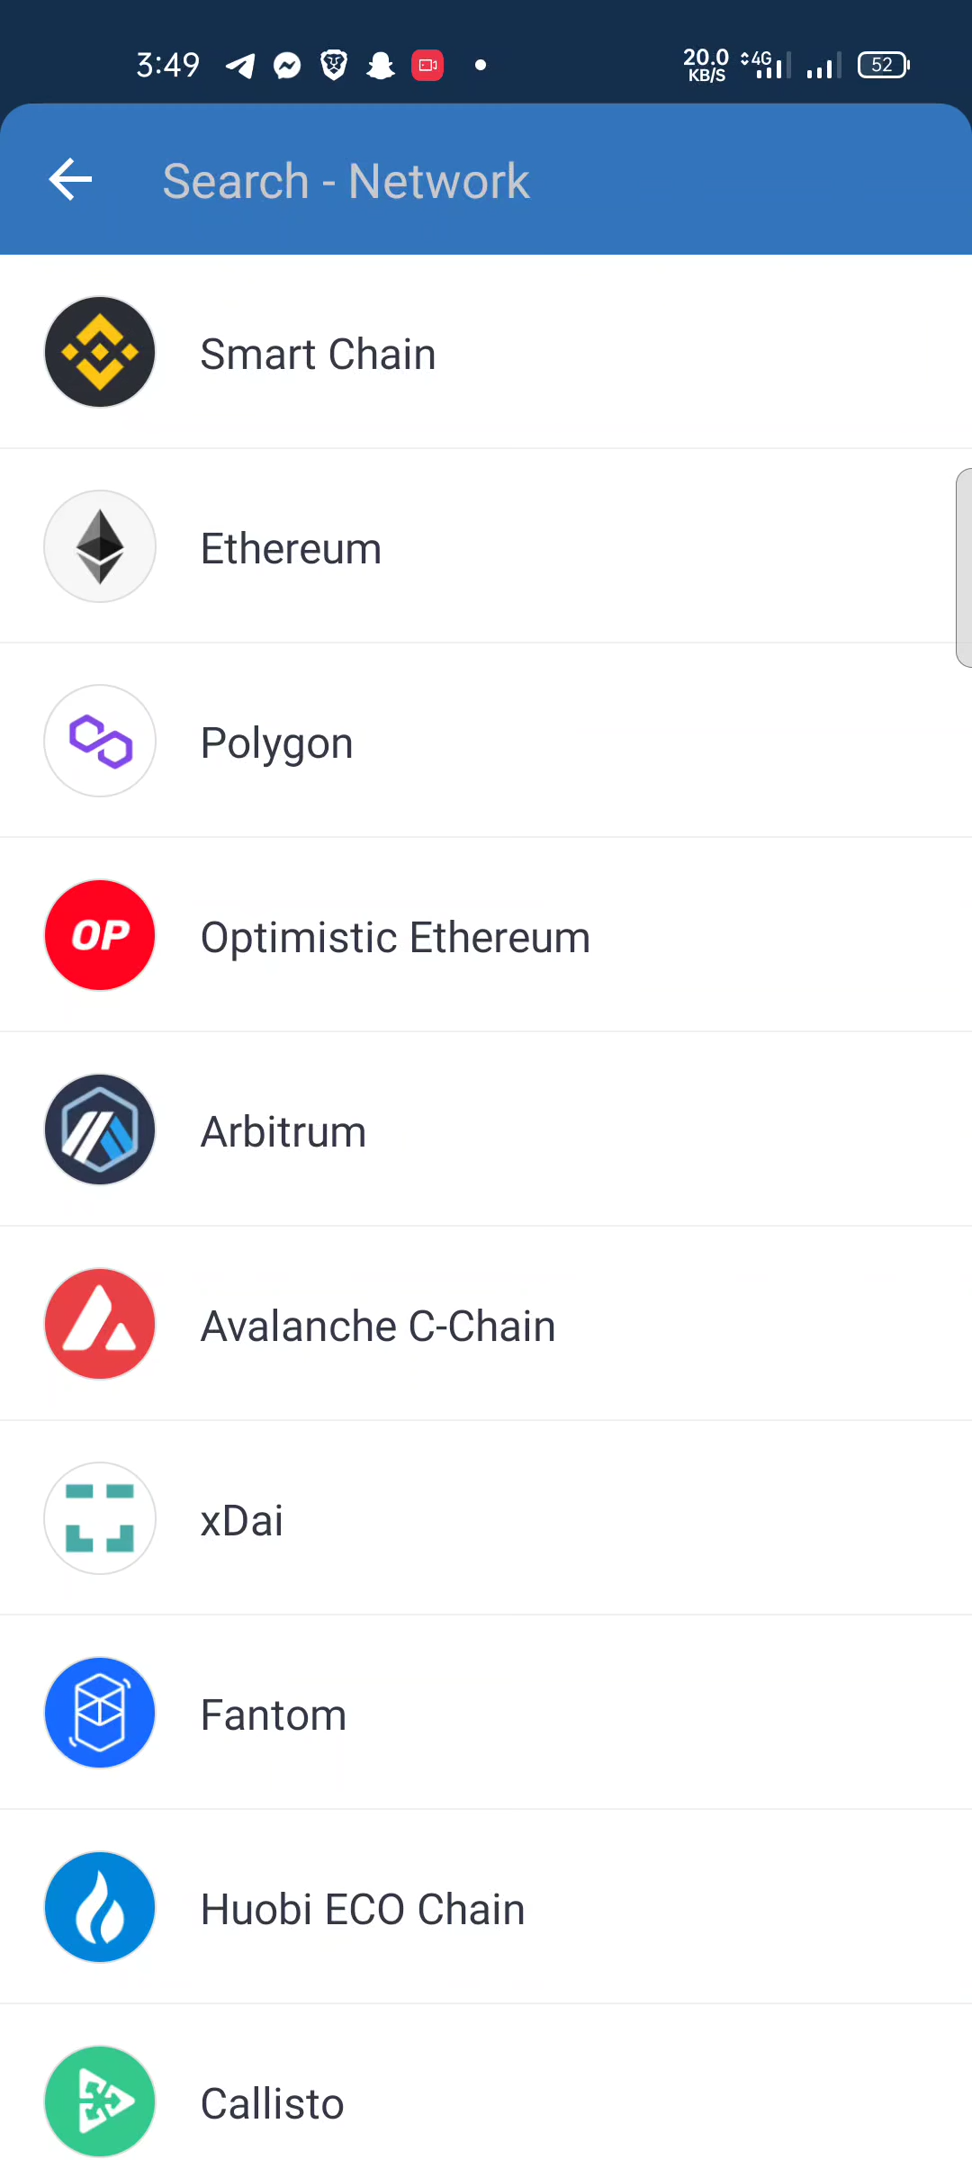 3:49 20.0 KB/S 4G 52
Search - Network
Smart Chain
Ethereum
Polygon
OP Optimistic Ethereum
Arbitrum
Avalanche C-Chain
xDai
Fantom
Huobi ECO Chain
Callisto